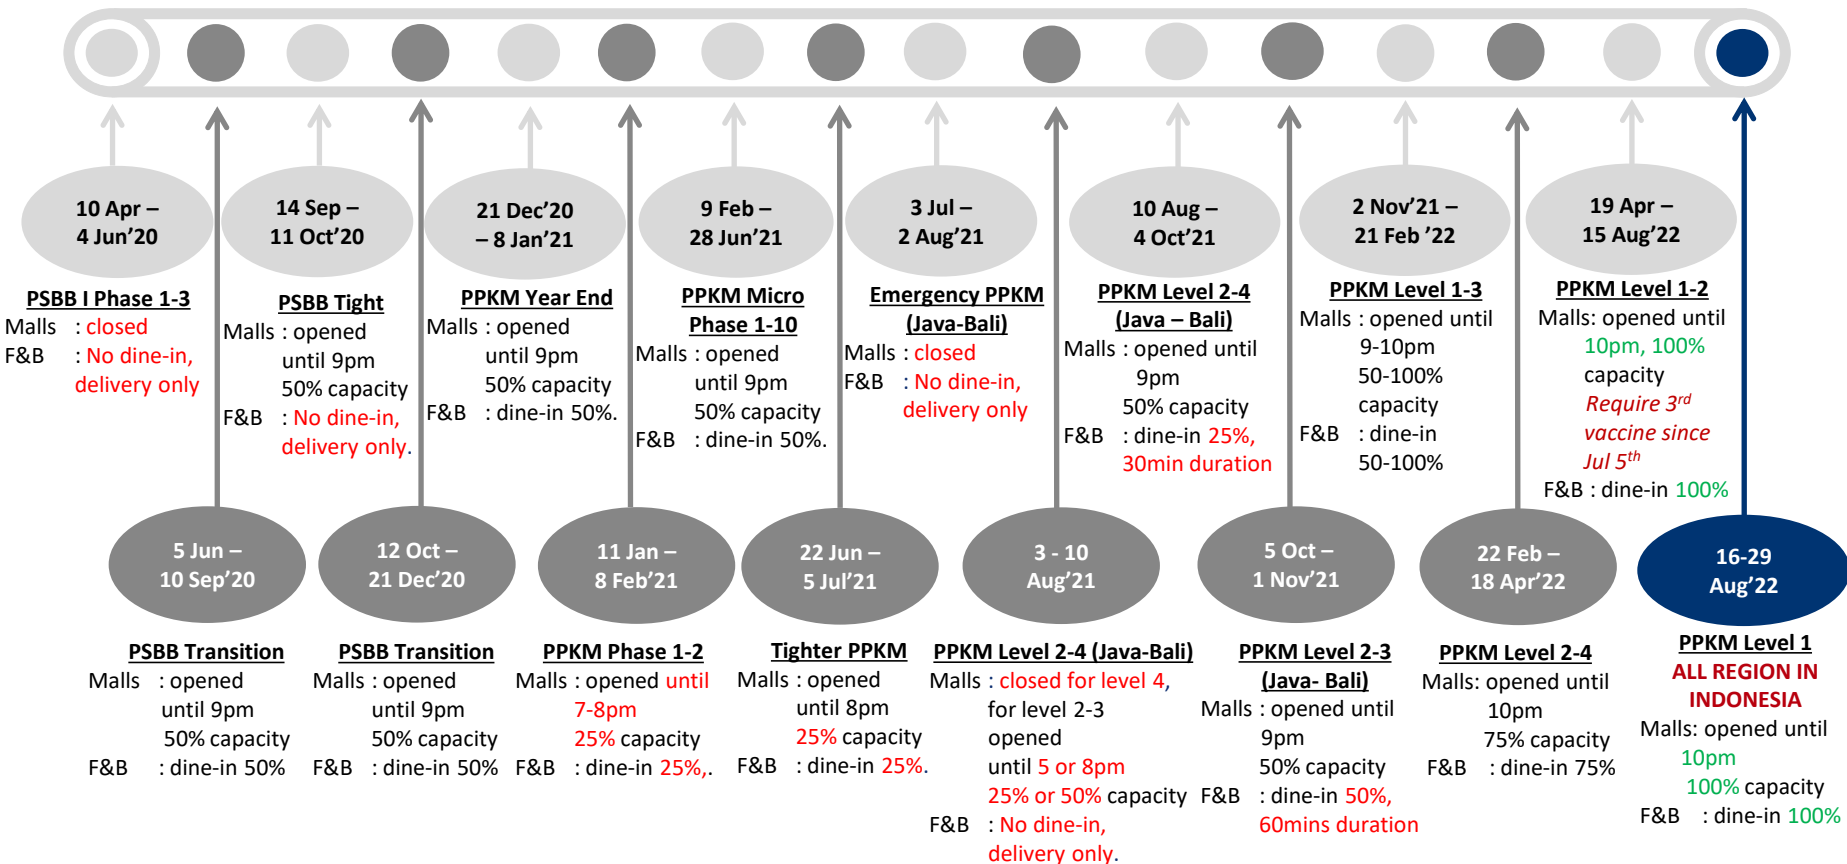 10 Apr –
4 Jun’20
PSBB I Phase 1-3
Malls : closed
F&B : No dine-in,
delivery only
14 Sep –
11 Oct’20
PSBB Tight
Malls : opened
until 9pm
50% capacity
F&B : No dine-in,
delivery only.
21 Dec’20
– 8 Jan’21
PPKM Year End
Malls : opened
until 9pm
50% capacity
F&B : dine-in 50%.
9 Feb –
28 Jun’21
PPKM Micro
Phase 1-10
Malls : opened
until 9pm
50% capacity
F&B : dine-in 50%.
3 Jul –
2 Aug’21
Emergency PPKM
(Java-Bali)
Malls : closed
F&B : No dine-in,
delivery only
10 Aug –
4 Oct’21
PPKM Level 2-4
(Java – Bali)
Malls : opened until
9pm
50% capacity
F&B : dine-in 25%,
30min duration
2 Nov’21 –
21 Feb ’22
PPKM Level 1-3
Malls : opened until
9-10pm
50-100%
capacity
F&B : dine-in
50-100%
19 Apr –
15 Aug’22
PPKM Level 1-2
Malls: opened until
10pm, 100%
capacity
Require 3rd
vaccine since
Jul 5th
F&B : dine-in 100%
5 Jun –
10 Sep’20
PSBB Transition
Malls : opened
until 9pm
50% capacity
F&B : dine-in 50%
12 Oct –
21 Dec’20
PSBB Transition
Malls : opened
until 9pm
50% capacity
F&B : dine-in 50%
11 Jan –
8 Feb’21
PPKM Phase 1-2
Malls : opened until
7-8pm
25% capacity
F&B : dine-in 25%,.
22 Jun –
5 Jul’21
Tighter PPKM
Malls : opened
until 8pm
25% capacity
F&B : dine-in 25%.
3 - 10
Aug’21
PPKM Level 2-4 (Java-Bali)
Malls : closed for level 4,
for level 2-3
opened
until 5 or 8pm
25% or 50% capacity
F&B : No dine-in,
delivery only.
5 Oct –
1 Nov’21
PPKM Level 2-3
(Java- Bali)
Malls : opened until
9pm
50% capacity
F&B : dine-in 50%,
60mins duration
22 Feb –
18 Apr’22
PPKM Level 2-4
Malls: opened until
10pm
75% capacity
F&B : dine-in 75%
16-29
Aug’22
PPKM Level 1
ALL REGION IN
INDONESIA
Malls: opened until
10pm
100% capacity
F&B : dine-in 100%